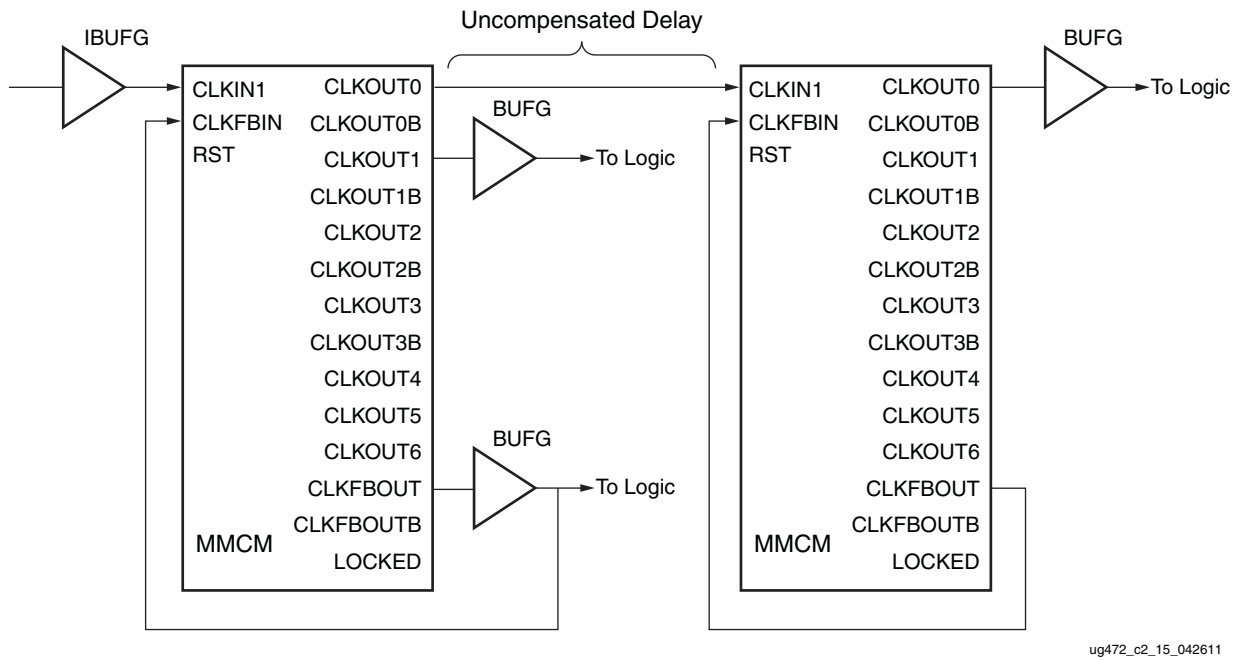 Uncompensated Delay
IBUFG
BUFG
CLKIN1
CLKFBIN
RST
CLKOUT0
CLKOUT0B
CLKOUT1
CLKOUT1B
CLKOUT2
CLKOUT2B
CLKOUT3
CLKOUT3B
CLKOUT4
CLKOUT5
CLKOUT6
CLKFBOUT
CLKFBOUTB
LOCKED
MMCM
BUFG
To Logic
BUFG
To Logic
CLKIN1
CLKFBIN
RST
CLKOUT0
CLKOUT0B
CLKOUT1
CLKOUT1B
CLKOUT2
CLKOUT2B
CLKOUT3
CLKOUT3B
CLKOUT4
CLKOUT5
CLKOUT6
CLKFBOUT
CLKFBOUTB
LOCKED
MMCM
To Logic
ug472_c2_15_042611